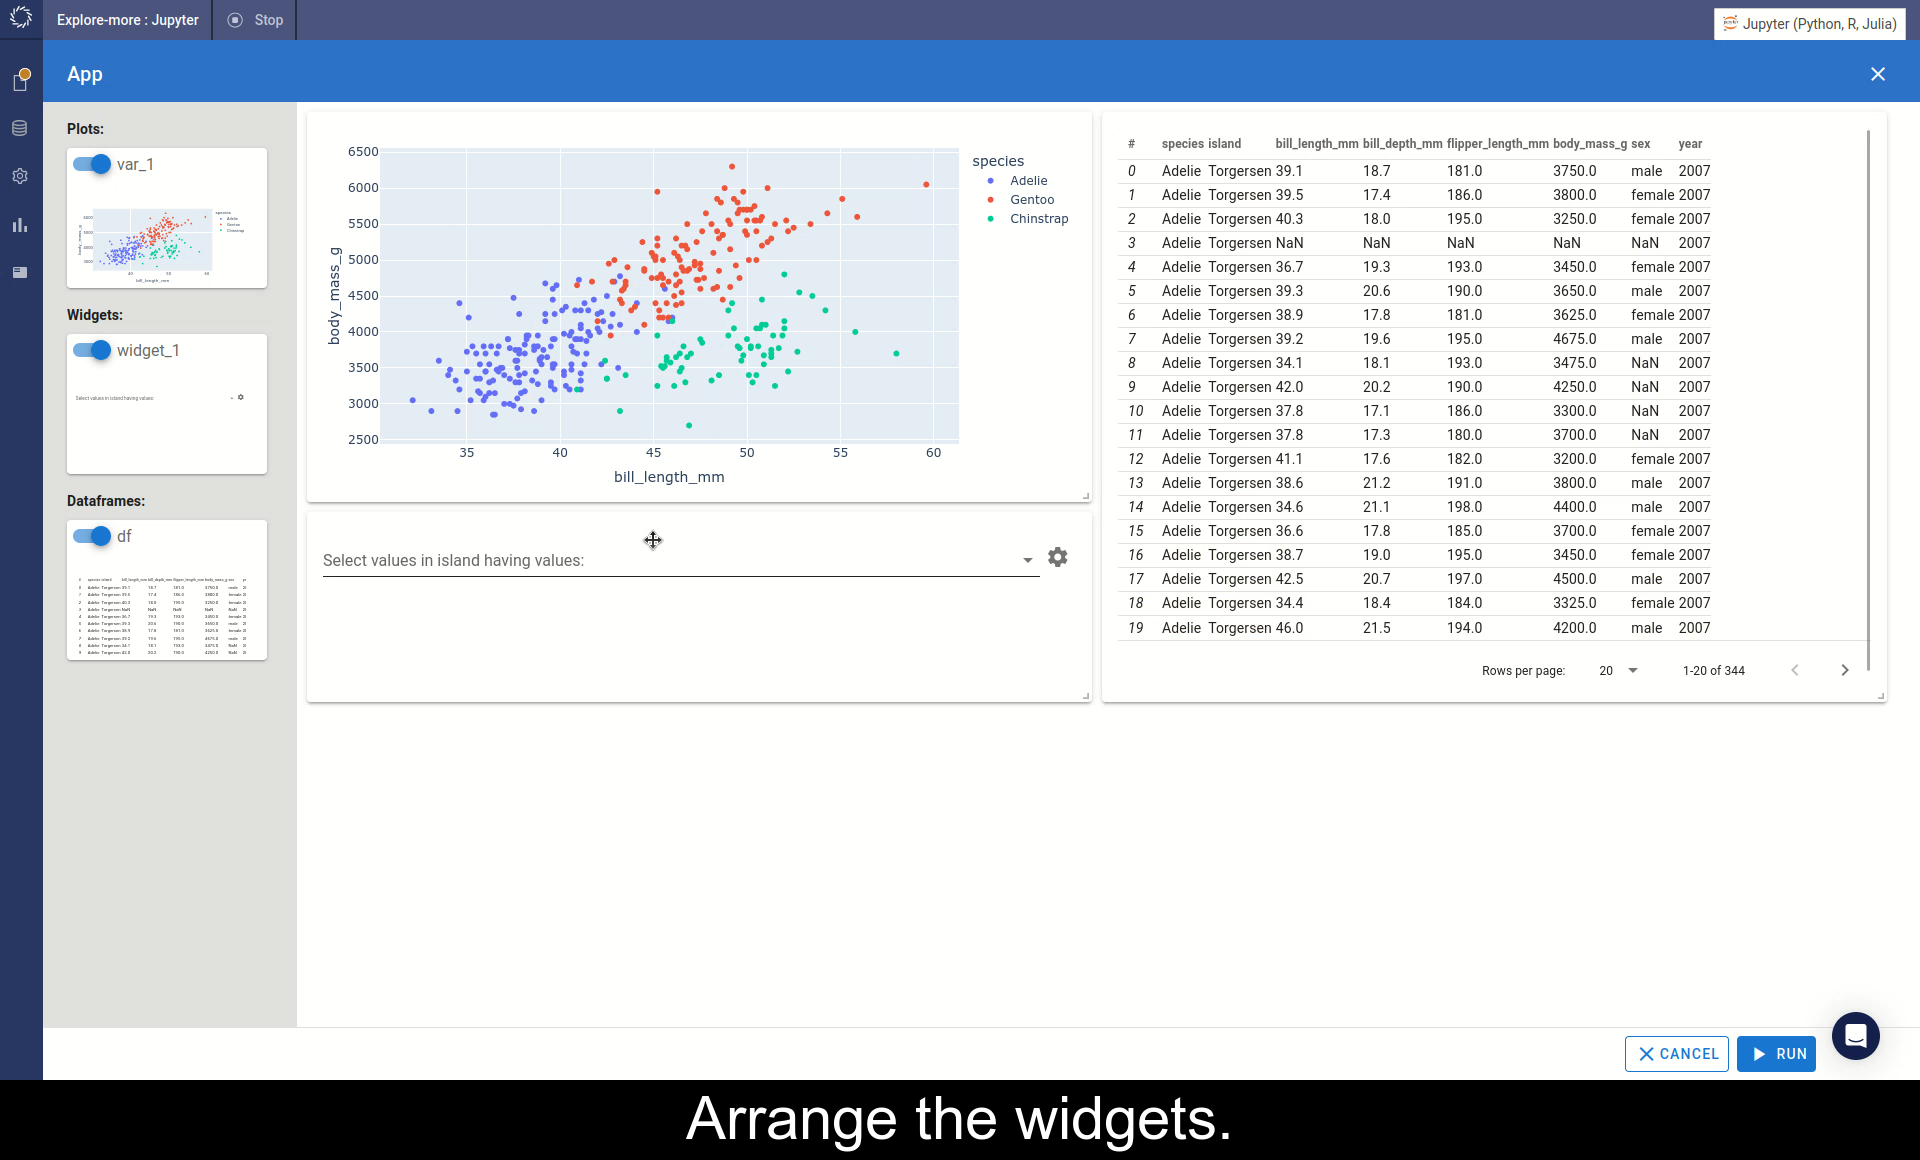 Explore-more : Jupyter
Stop
Jupyter (Python, R, Julia)
App
Plots:
var_1
Widgets:
widget_1
Select values in island having values:
Dataframes:
df
species
Adelie
Gentoo
Chinstrap
6500
6000
5500
5000
4500
4000
3500
3000
2500
body_mass_g
35 40 45 50 55 60
bill_length_mm
Select values in island having values:
# species island bill_length_mm bill_depth_mm flipper_length_mm body_mass_g sex year
0 Adelie Torgersen 39.1 18.7 181.0 3750.0 male 2007
1 Adelie Torgersen 39.5 17.4 186.0 3800.0 female 2007
2 Adelie Torgersen 40.3 18.0 195.0 3250.0 female 2007
3 Adelie Torgersen NaN NaN NaN NaN NaN 2007
4 Adelie Torgersen 36.7 19.3 193.0 3450.0 female 2007
5 Adelie Torgersen 39.3 20.6 190.0 3650.0 male 2007
6 Adelie Torgersen 38.9 17.8 181.0 3625.0 female 2007
7 Adelie Torgersen 39.2 19.6 195.0 4675.0 male 2007
8 Adelie Torgersen 34.1 18.1 193.0 3475.0 NaN 2007
9 Adelie Torgersen 42.0 20.2 190.0 4250.0 NaN 2007
10 Adelie Torgersen 37.8 17.1 186.0 3300.0 NaN 2007
11 Adelie Torgersen 37.8 17.3 180.0 3700.0 NaN 2007
12 Adelie Torgersen 41.1 17.6 182.0 3200.0 female 2007
13 Adelie Torgersen 38.6 21.2 191.0 3800.0 male 2007
14 Adelie Torgersen 34.6 21.1 198.0 4400.0 male 2007
15 Adelie Torgersen 36.6 17.8 185.0 3700.0 female 2007
16 Adelie Torgersen 38.7 19.0 195.0 3450.0 female 2007
17 Adelie Torgersen 42.5 20.7 197.0 4500.0 male 2007
18 Adelie Torgersen 34.4 18.4 184.0 3325.0 female 2007
19 Adelie Torgersen 46.0 21.5 194.0 4200.0 male 2007
Rows per page: 20 1-20 of 344
CANCEL
RUN
Arrange the widgets.